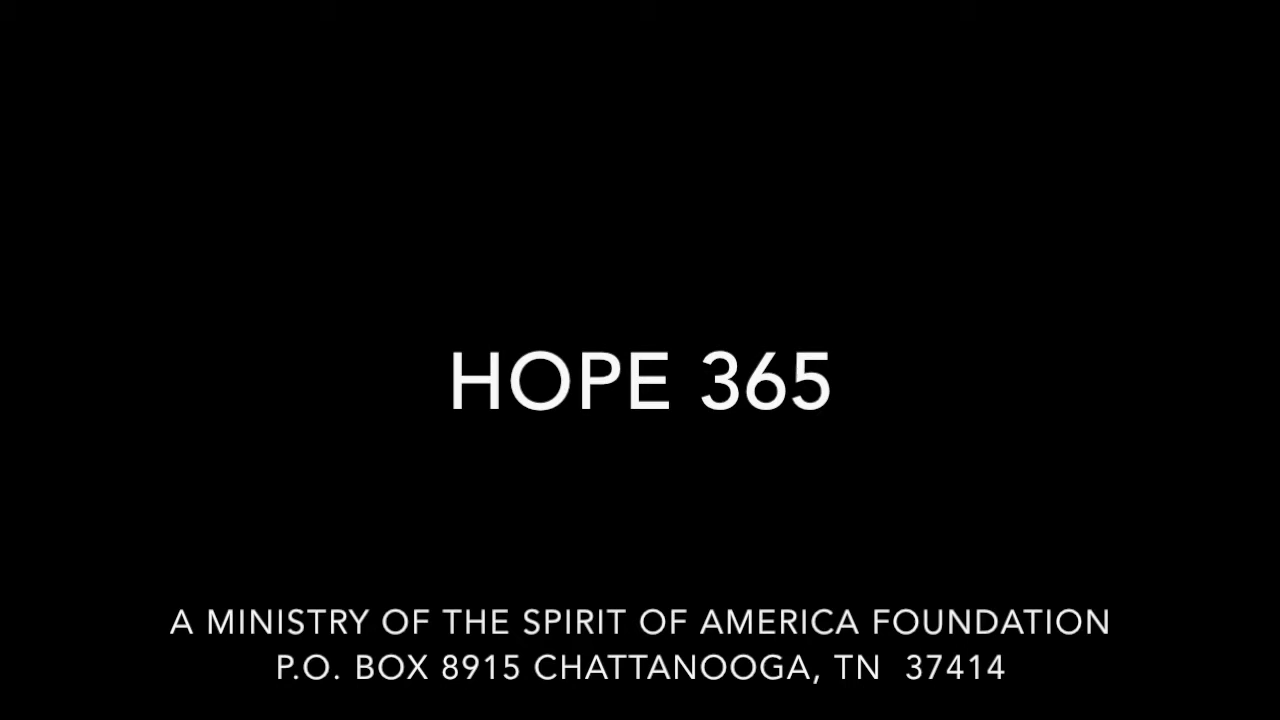 HOPE 365
A MINISTRY OF THE SPIRIT OF AMERICA FOUNDATION
P.O. BOX 8915 CHATTANOOGA, TN  37414